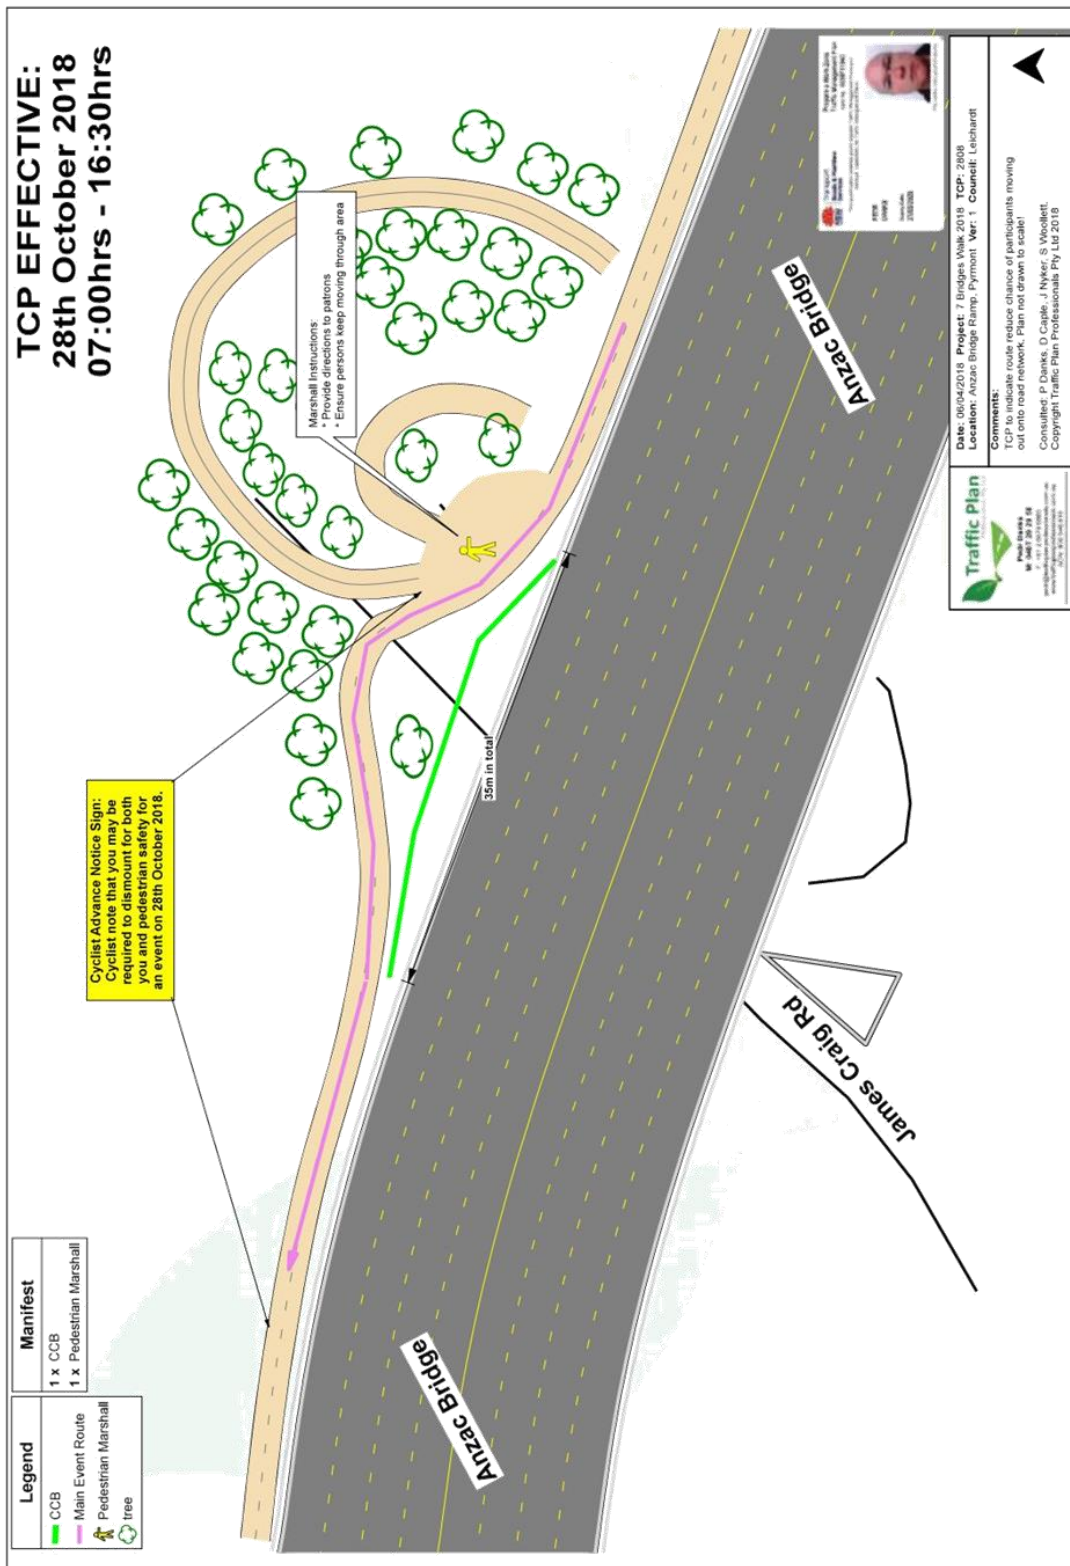 TCP EFFECTIVE:
28th October 2018
07:00hrs - 16:30hrs
Legend
CCB
Main Event Route
Pedestrian Marshall
tree
Manifest
1 x CCB
1 x Pedestrian Marshall
Cyclist Advance Notice Sign:
Cyclist note that you may be
required to dismount for both
you and pedestrian safety for
an event on 28th October 2018.
Marshall Instructions:
* Provide directions to patrons
* Ensure persons keep moving through area
35m in total
Anzac Bridge
Anzac Bridge
James Craig Rd
Traffic Plan
Date: 06/04/2018 Project: 7 Bridges Walk 2018 TCP: 2808
Location: Anzac Bridge Ramp, Pyrmont Ver: 1 Council: Leichardt
Comments:
TCP to indicate route reduce chance of participants moving
out onto road network. Plan not drawn to scale!
Consulted: P Danks, D Caple, J Nyker, S Woollett.
Copyright Traffic Plan Professionals Pty Ltd 2018